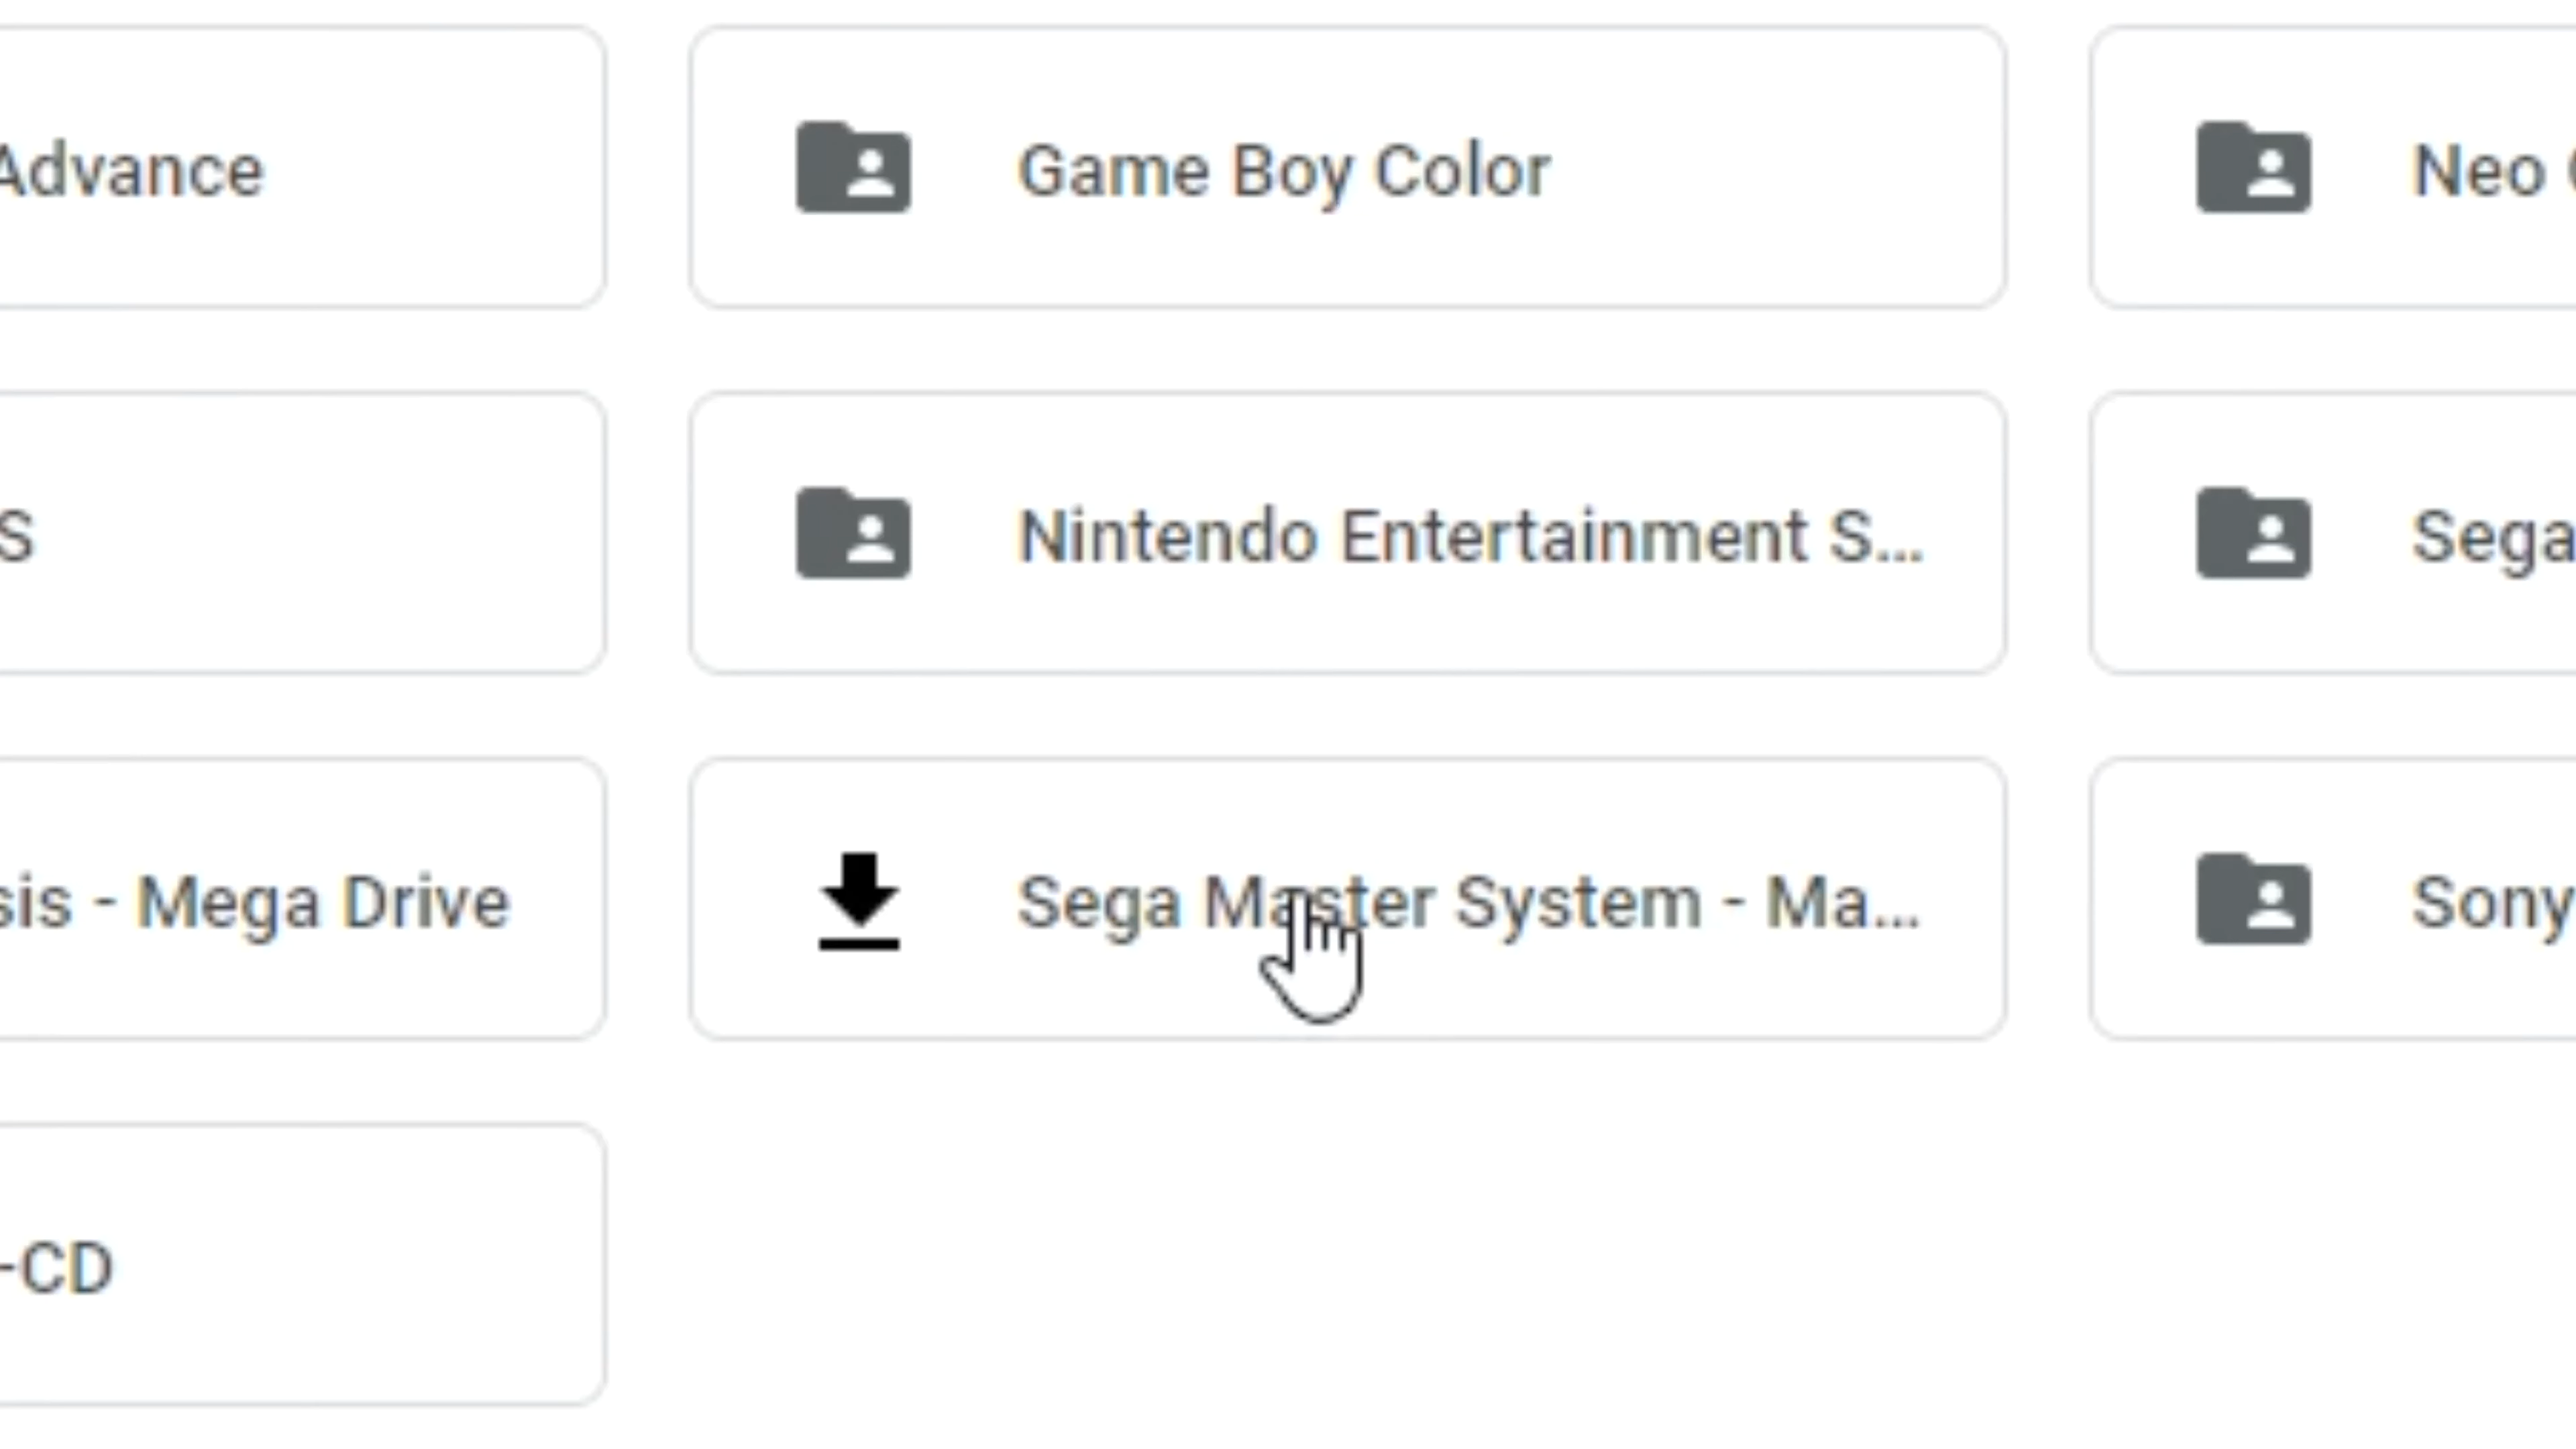 Advance
Game Boy Color
Neo
S
Nintendo Entertainment S...
Sega
sis - Mega Drive
Sega Master System - Ma...
Sony
-CD